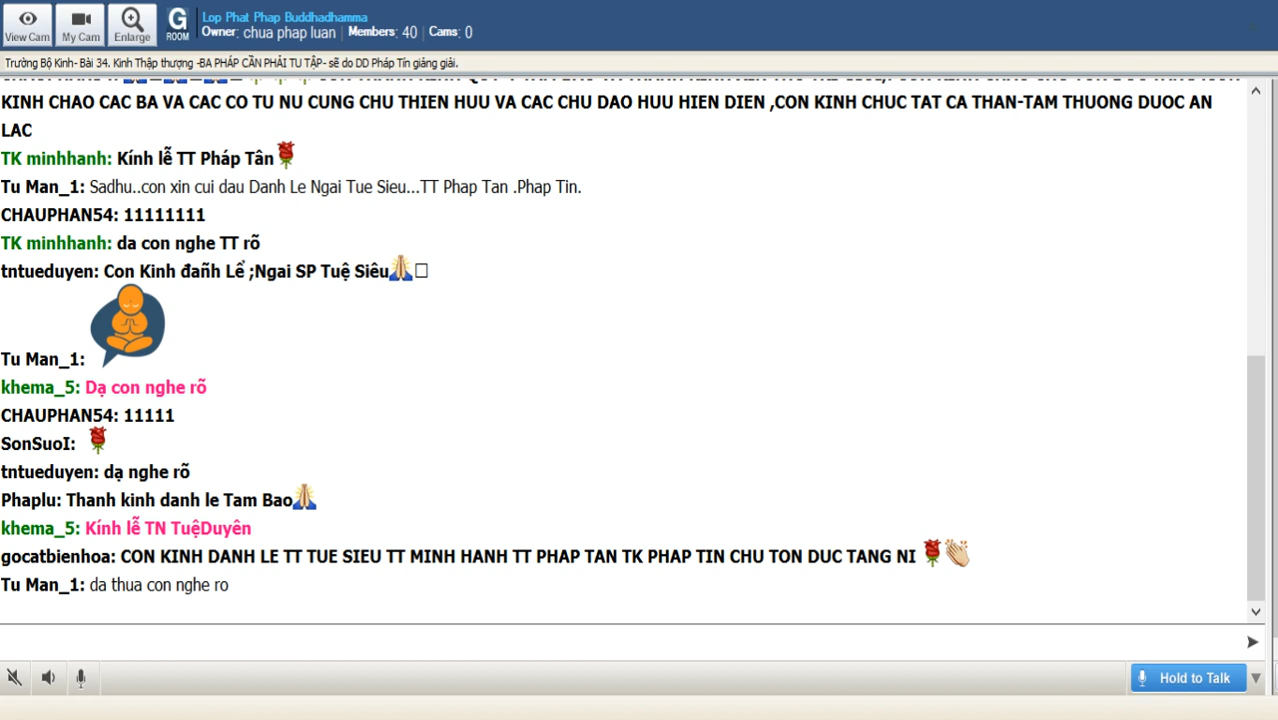 View Cam
My Cam
Enlarge
G
ROOM
Lop Phat Phap Buddhadhamma
Owner: chua phap luan | Members: 40 | Cams: 0
Trường Bộ Kinh- Bài 34. Kinh Thập thượng -BA PHÁP CẦN PHẢI TU TẬP- sẽ do DD Pháp Tín giảng giải.
KINH CHAO CAC BA VA CAC CO TU NU CUNG CHU THIEN HUU VA CAC CHU DAO HUU HIEN DIEN ,CON KINH CHUC TAT CA THAN-TAM THUONG DUOC AN
LAC
TK minhhanh: Kính lễ TT Pháp Tân
Tu Man_1: Sadhu..con xin cui dau Danh Le Ngai Tue Sieu...TT Phap Tan .Phap Tin.
CHAUPHAN54: 11111111
TK minhhanh: da con nghe TT rõ
tntueduyen: Con Kinh đañh Lể ;Ngai SP Tuệ Siêu
Tu Man_1:
khema_5: Dạ con nghe rõ
CHAUPHAN54: 11111
SonSuoI:
tntueduyen: dạ nghe rõ
Phaplu: Thanh kinh danh le Tam Bao
khema_5: Kính lễ TN TuệDuyên
gocatbienhoa: CON KINH DANH LE TT TUE SIEU TT MINH HANH TT PHAP TAN TK PHAP TIN CHU TON DUC TANG NI
Tu Man_1: da thua con nghe ro
Hold to Talk